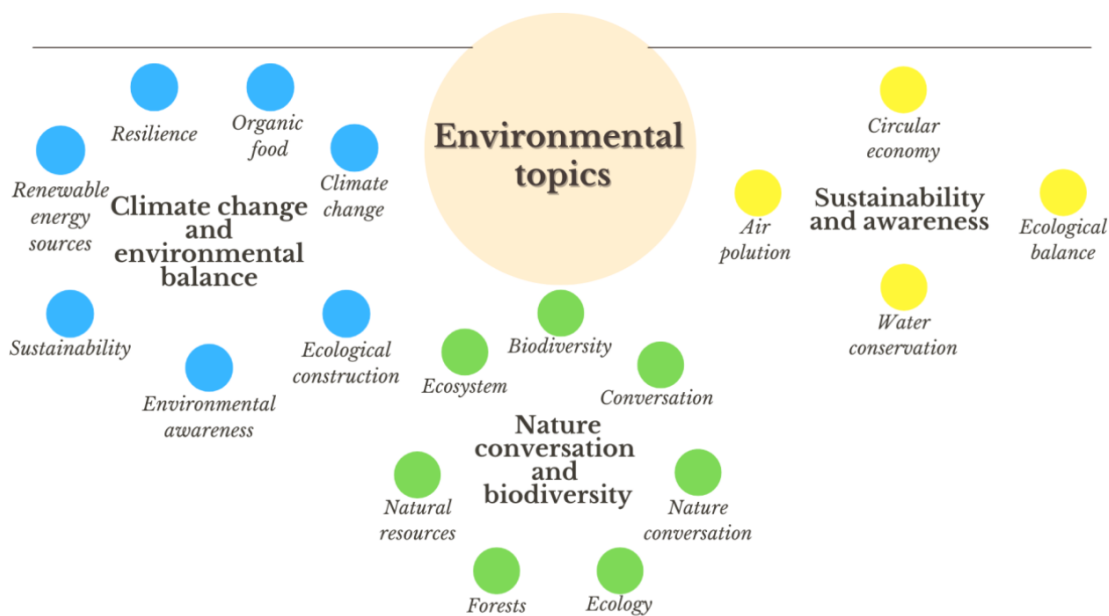 Environmental
topics
Resilience
Organic
food
Renewable
energy
sources
Climate
change
Climate change
and
environmental
balance
Sustainability
Environmental
awareness
Ecological
construction
Circular
economy
Air
polution
Sustainability
and awareness
Ecological
balance
Water
conservation
Biodiversity
Ecosystem
Conversation
Nature
conversation
and
biodiversity
Natural
resources
Nature
conversation
Forests
Ecology